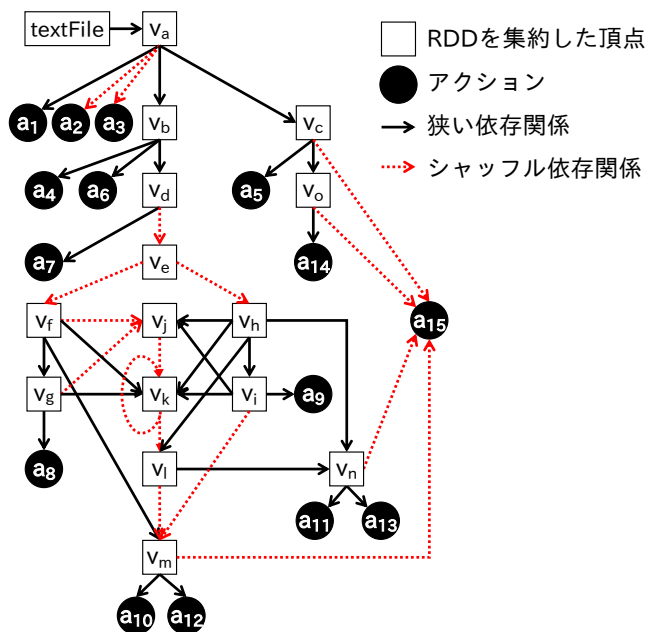 textFile
va
RDDを集約した頂点
アクション
a1 a2 a3
vb
vc
狭い依存関係
シャッフル依存関係
a4 a6
vd
a5
vo
a7
ve
a14
vf
vj
vh
a15
vg
vk
vi
a9
a8
vl
vn
a11 a13
vm
a10 a12